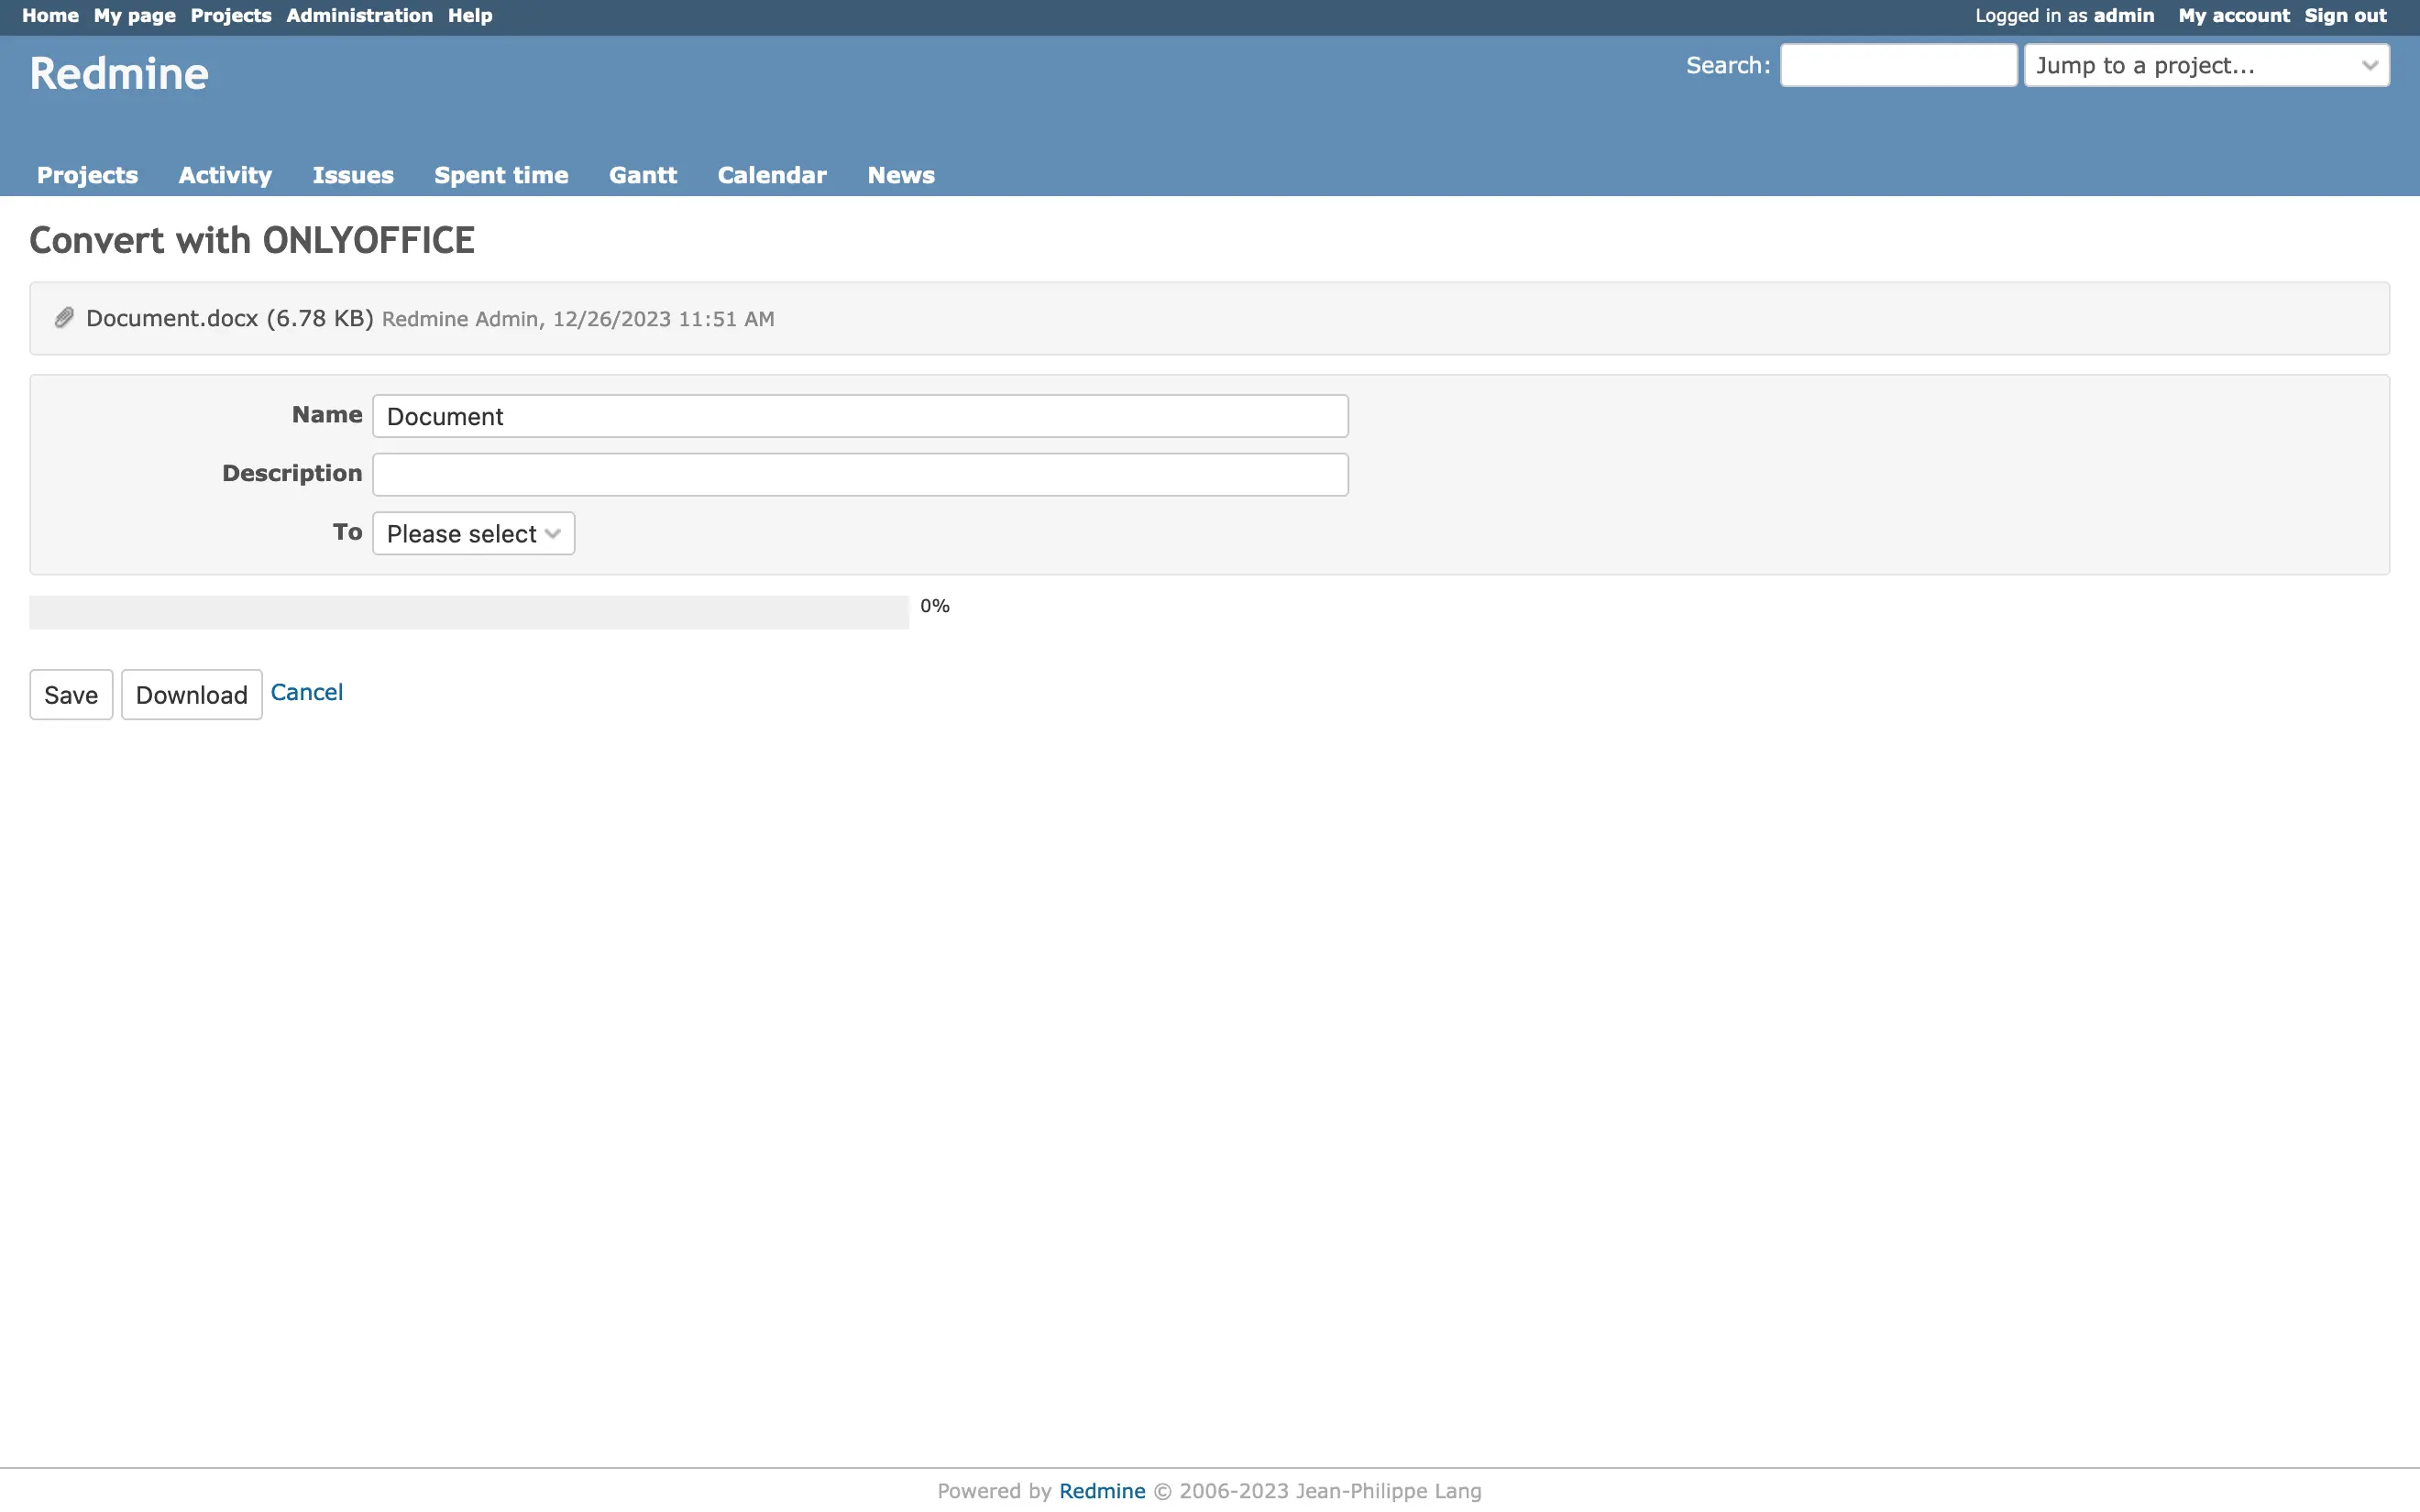 Home My page Projects Administration Help Logged in as admin My account Sign out
Redmine Search: Jump to a project...
Projects Activity Issues Spent time Gantt Calendar News
Convert with ONLYOFFICE
Document.docx (6.78 KB) Redmine Admin, 12/26/2023 11:51 AM
Name Document
Description
To Please select
0%
Save Download Cancel
Powered by Redmine © 2006-2023 Jean-Philippe Lang